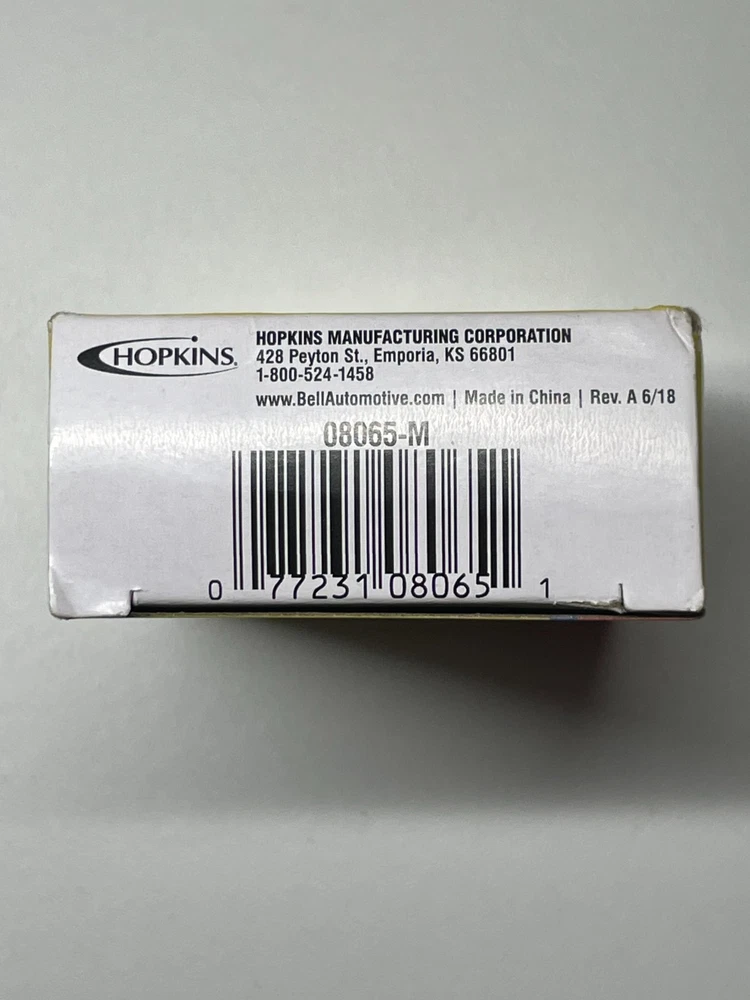 HOPKINS
HOPKINS MANUFACTURING CORPORATION
428 Peyton St., Emporia, KS 66801
1-800-524-1458
www.BellAutomotive.com | Made in China | Rev. A 6/18
08065-M
0 77231 08065 1